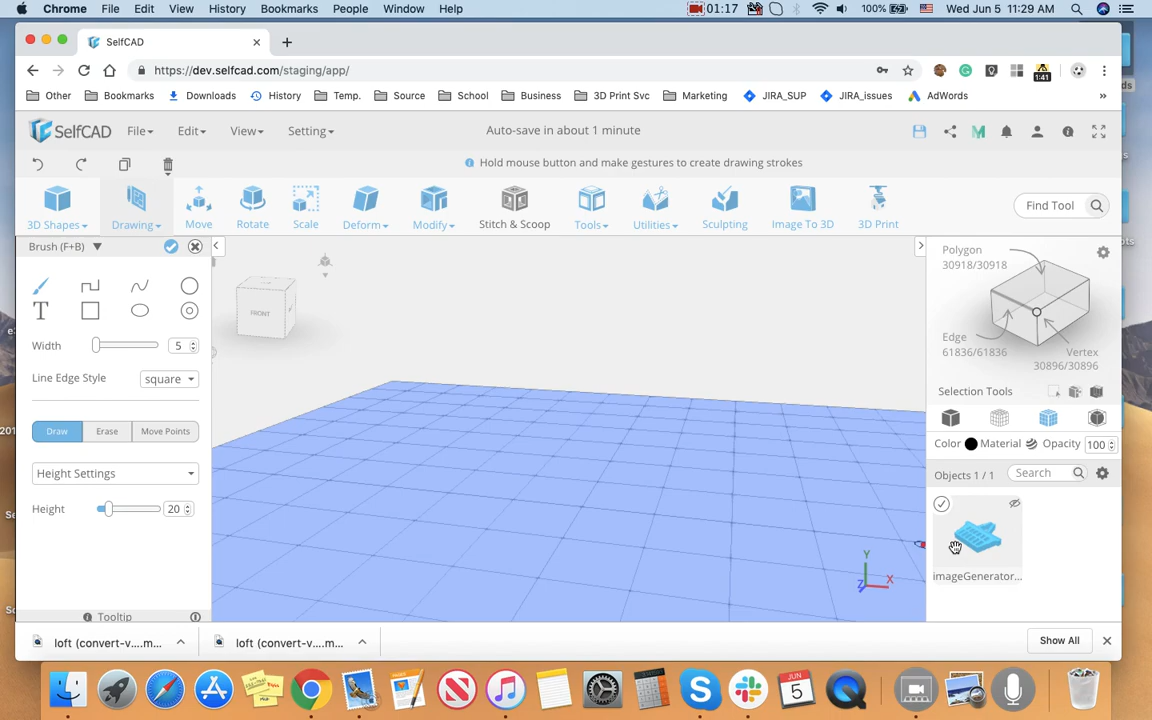 Chrome File Edit View History Bookmarks People Window Help 01:17 100% Wed Jun 5 11:29 AM
SelfCAD
https://dev.selfcad.com/staging/app/
1:41
Other Bookmarks Downloads History Temp. Source School Business 3D Print Svc Marketing JIRA_SUP JIRA_issues AdWords »
SelfCAD File Edit View Setting Auto-save in about 1 minute
Hold mouse button and make gestures to create drawing strokes
3D Shapes Drawing Move Rotate Scale Deform Modify Stitch & Scoop Tools Utilities Sculpting Image To 3D 3D Print Find Tool
Brush (F+B)
T
Width 5
Line Edge Style square
Draw Erase Move Points
Height Settings
Height 20
Tooltip
FRONT
Y
Z X
Polygon
30918/30918
Edge
61836/61836
Vertex
30896/30896
Selection Tools
Color Material Opacity 100
Objects 1 / 1 Search
imageGenerator...
loft (convert-v....m... loft (convert-v....m... Show All
JUN
5